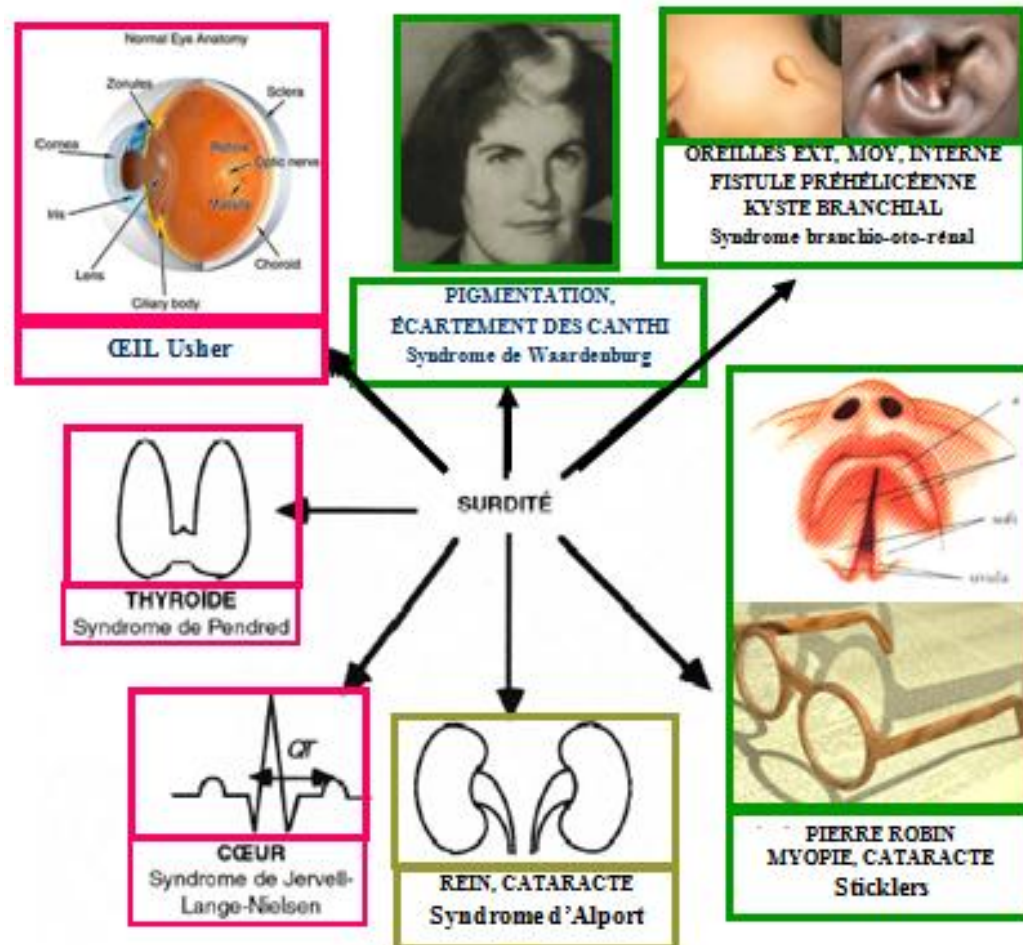 Normal Eye Anatomy
Zonules
Sclera
Cornea
Retina
Optic nerve
Macula
Iris
Lens
Choroid
Ciliary body
ŒIL Usher
PIGMENTATION,
ÉCARTEMENT DES CANTHI
Syndrome de Waardenburg
OREILLES EXT, MOY, INTERNE
FISTULE PRÉHÉLICÉENNE
KYSTE BRANCHIAL
Syndrome branchio-oto-rénal
SURDITÉ
THYROÏDE
Syndrome de Pendred
uvula
QT
CŒUR
Syndrome de Jervell-
Lange-Nielsen
REIN, CATARACTE
Syndrome d'Alport
PIERRE ROBIN
MYOPIE, CATARACTE
Sticklers